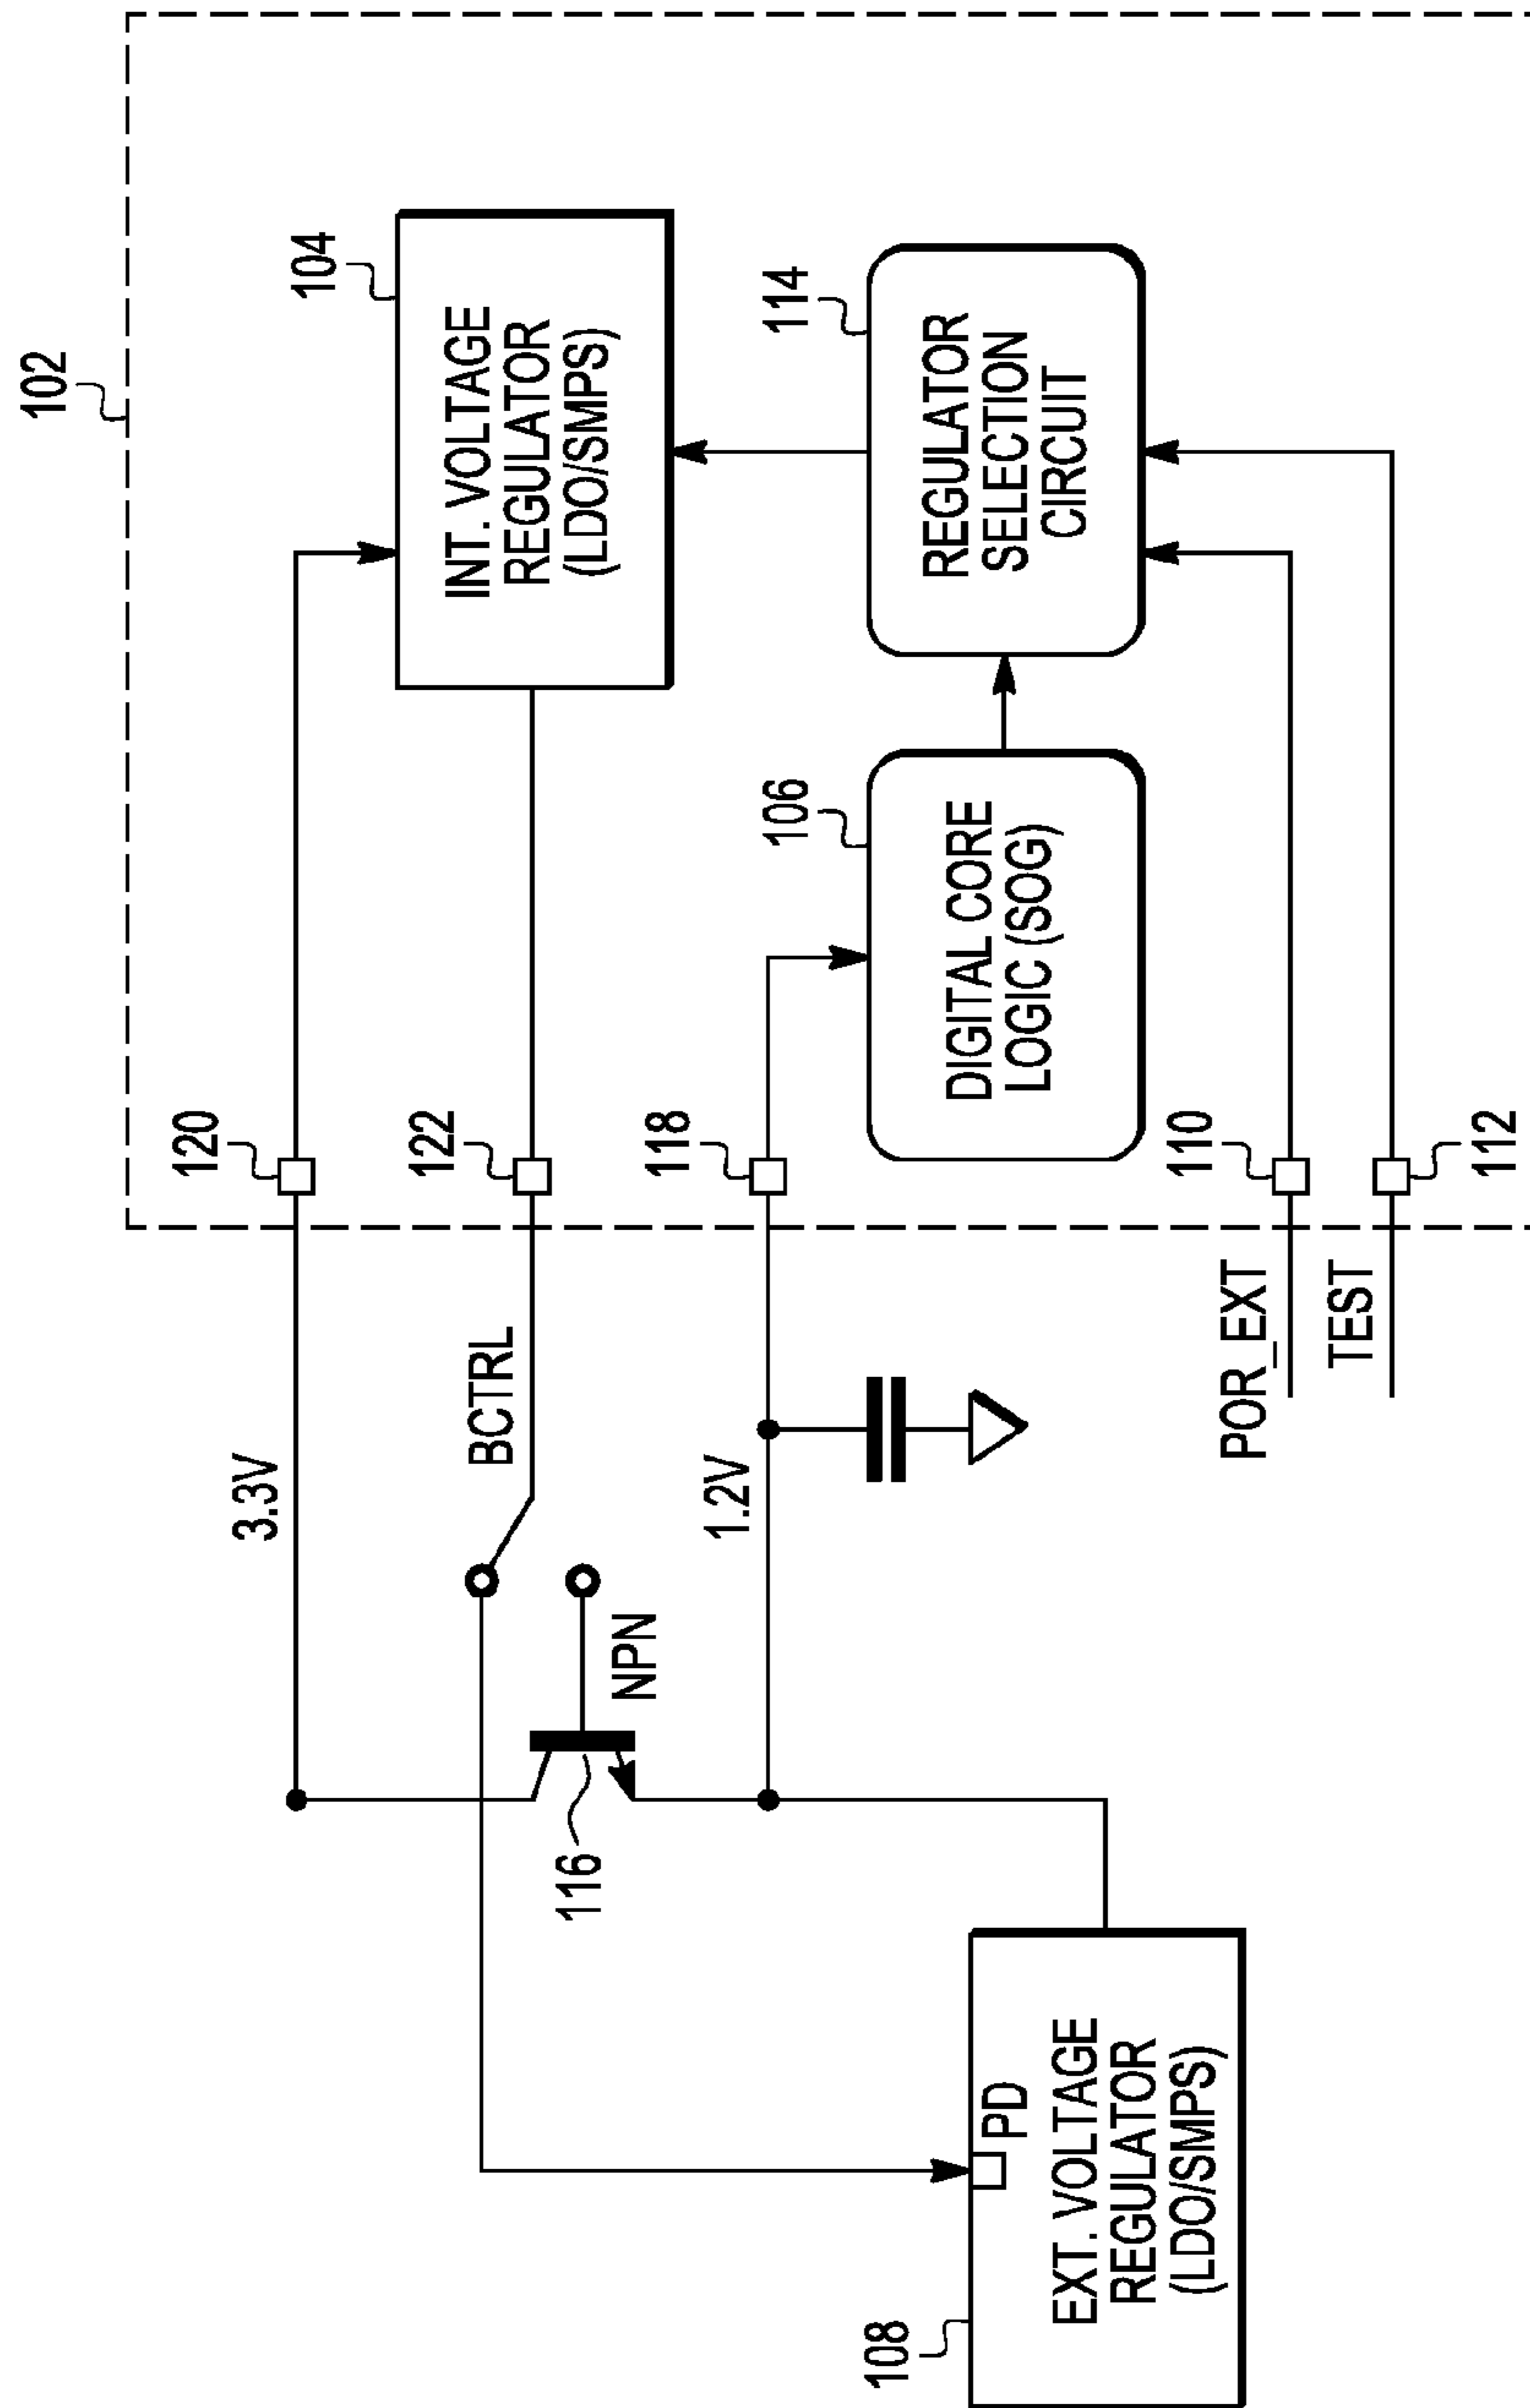 102
104
INT. VOLTAGE
REGULATOR
(LDO/SMPS)
114
REGULATOR
SELECTION
CIRCUIT
106
DIGITAL CORE
LOGIC (SOG)
120
122
118
110
112
3.3V
BCTRL
1.2V
POR_EXT
TEST
NPN
116
108
PD
EXT. VOLTAGE
REGULATOR
(LDO/SMPS)